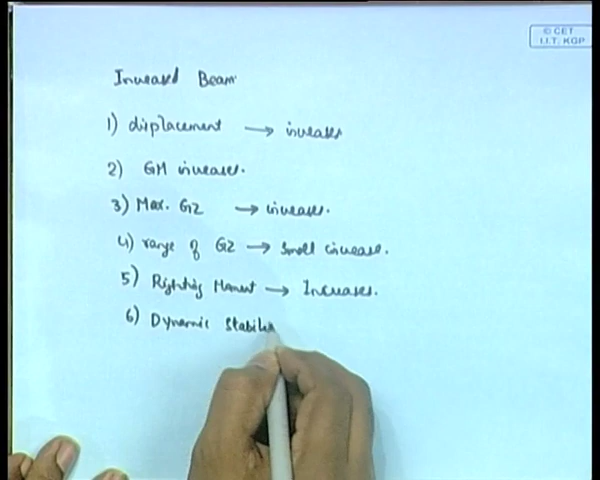 © CET
I.I.T. KGP
Increased Beam
1) displacement → increases
2) GM increases.
3) Max. GZ → increases.
4) range of GZ → small increase.
5) Righting Moment → Increases.
6) Dynamic Stabili